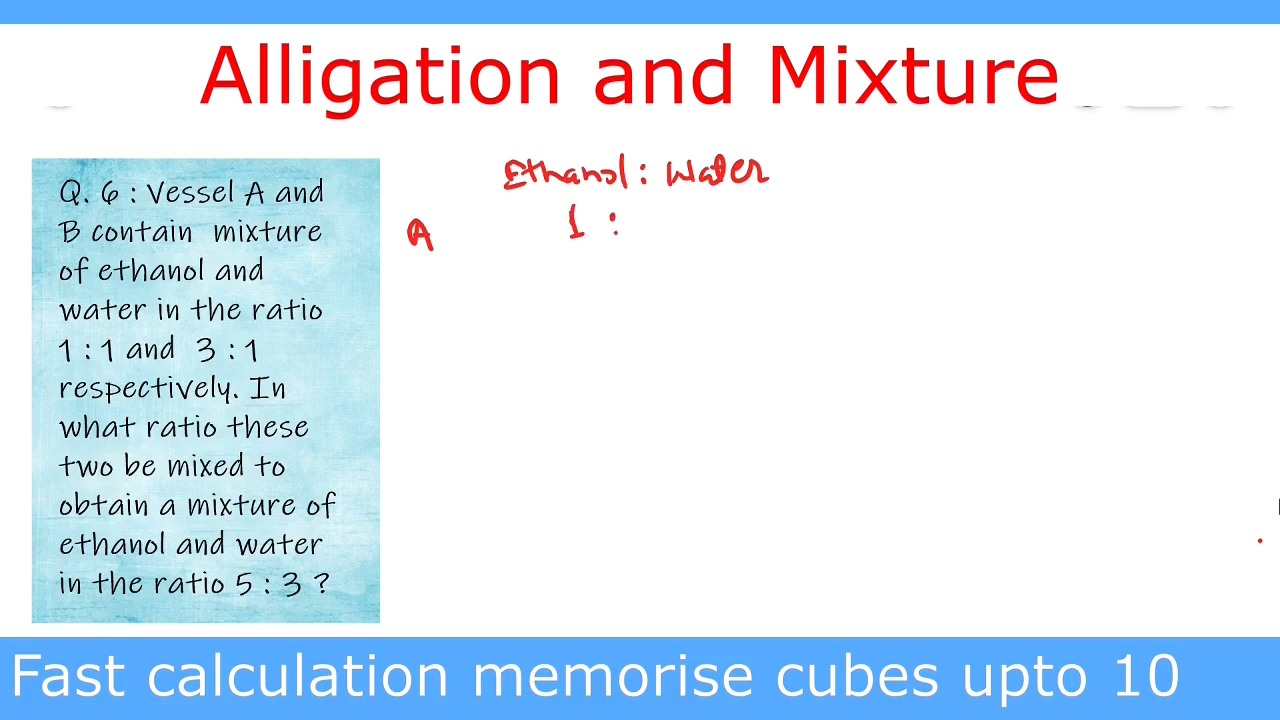 Alligation and Mixture
Q. 6 : Vessel A and
B contain mixture
of ethanol and
water in the ratio
1 : 1 and 3 : 1
respectively. In
what ratio these
two be mixed to
obtain a mixture of
ethanol and water
in the ratio 5 : 3 ?
Ethanol : Water
A 1 :
Fast calculation memorise cubes upto 10